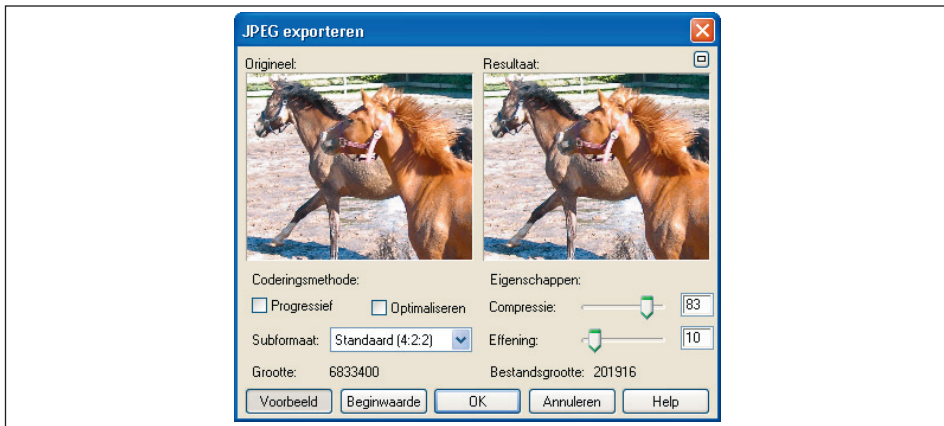 JPEG exporteren
Origineel: Resultaat:
Coderingsmethode: Eigenschappen:
Progressief Optimaliseren Compressie: 83
Subformaat: Standaard (4:2:2) Effening: 10
Grootte: 6833400 Bestandsgrootte: 201916
Voorbeeld Beginwaarde OK Annuleren Help